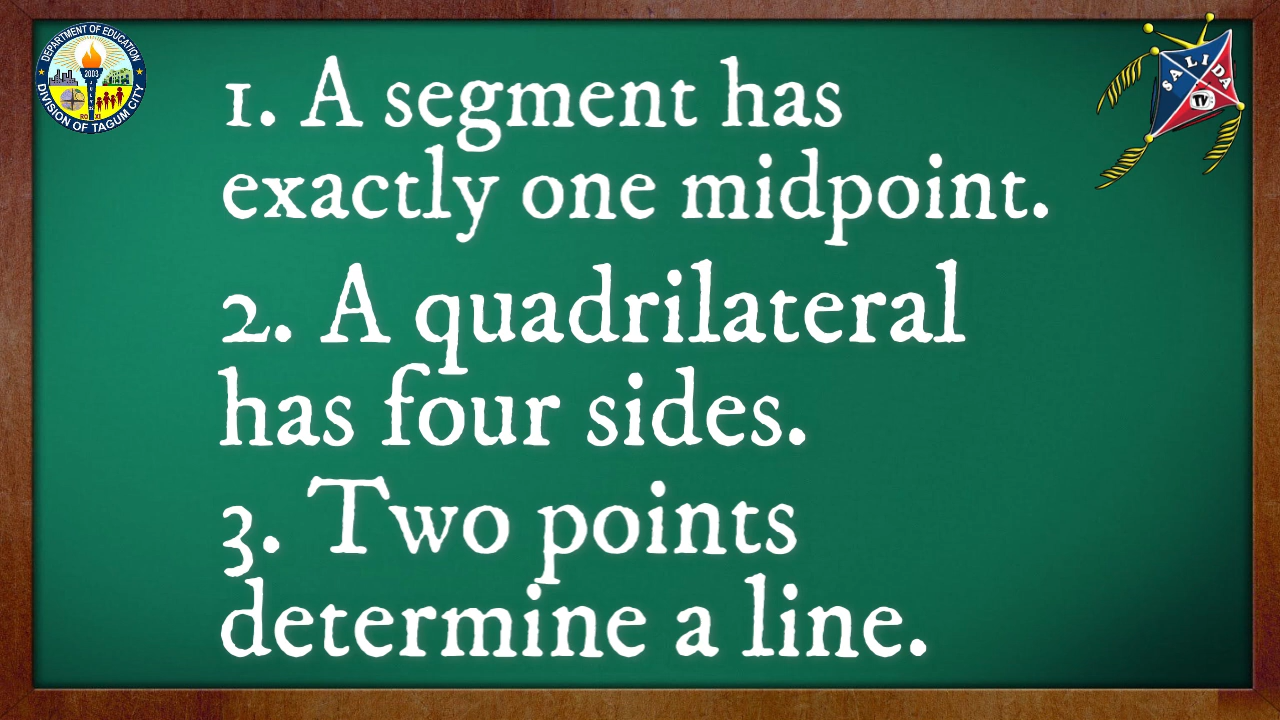 DEPARTMENT OF EDUCATION
2003
DIVISION OF TAGUM CITY
SALIDA
TV
1. A segment has
exactly one midpoint.
2. A quadrilateral
has four sides.
3. Two points
determine a line.